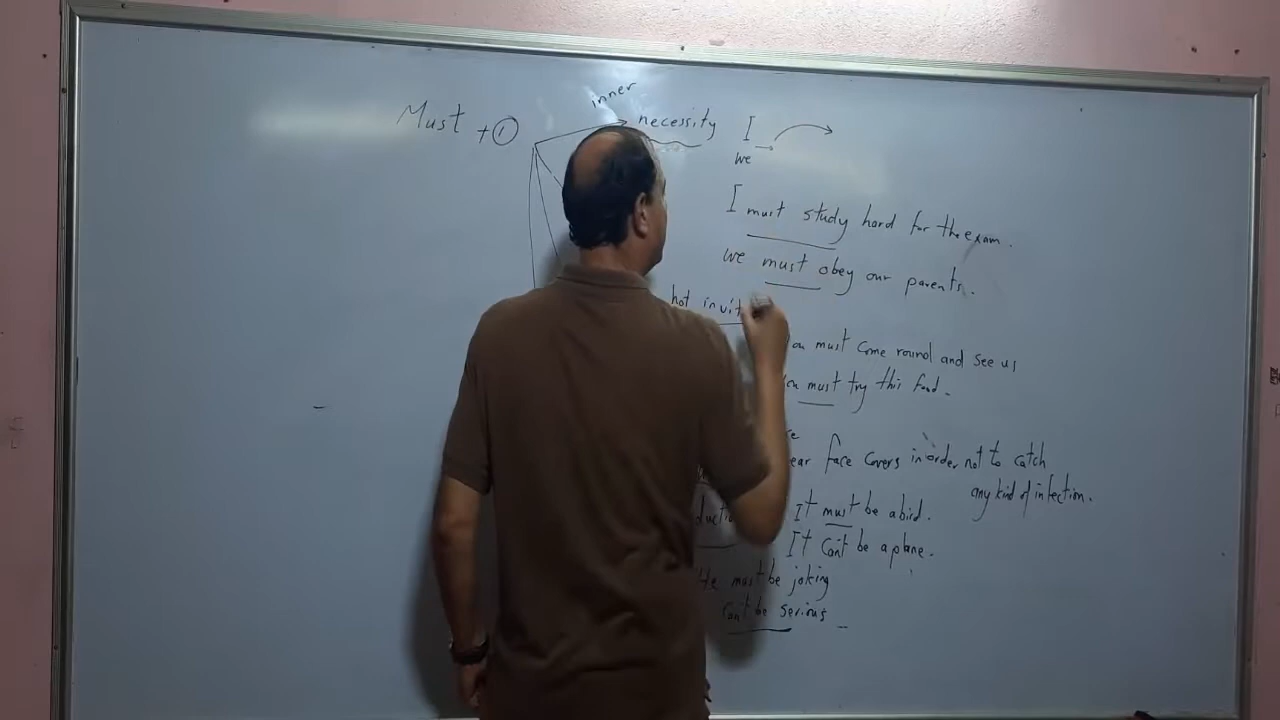 Must + ①
inner
necessity I
we
I must study hard for the exam.
we must obey our parents.
hot invit
must come round and see us
must try this food.
face covers in order not to catch
any kind of infection.
It must be a bird.
It can't be a plane.
He must be joking
can't be serious